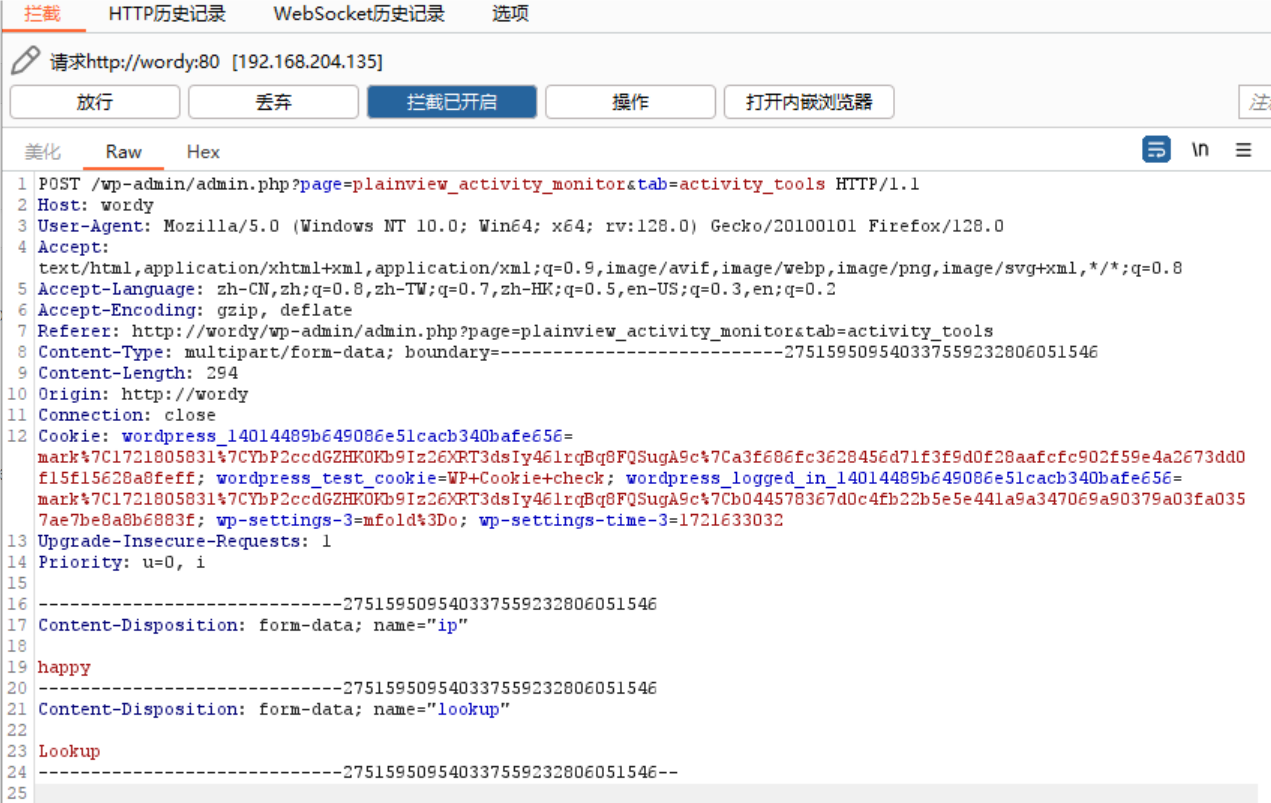 拦截 HTTP历史记录 WebSocket历史记录 选项
请求http://wordy:80 [192.168.204.135]
放行 丢弃 拦截已开启 操作 打开内嵌浏览器
美化 Raw Hex \n
1 POST /wp-admin/admin.php?page=plainview_activity_monitor&tab=activity_tools HTTP/1.1
2 Host: wordy
3 User-Agent: Mozilla/5.0 (Windows NT 10.0; Win64; x64; rv:128.0) Gecko/20100101 Firefox/128.0
4 Accept:
text/html,application/xhtml+xml,application/xml;q=0.9,image/avif,image/webp,image/png,image/svg+xml,*/*;q=0.8
5 Accept-Language: zh-CN,zh;q=0.8,zh-TW;q=0.7,zh-HK;q=0.5,en-US;q=0.3,en;q=0.2
6 Accept-Encoding: gzip, deflate
7 Referer: http://wordy/wp-admin/admin.php?page=plainview_activity_monitor&tab=activity_tools
8 Content-Type: multipart/form-data; boundary=---------------------------275159509540337559232806051546
9 Content-Length: 294
10 Origin: http://wordy
11 Connection: close
12 Cookie: wordpress_14014489b649086e51cacb340bafe656=
mark%7C1721805831%7CYbP2ccdGZHK0Kb9Iz26XRT3dsIy461rqBq8FQSugA9c%7Ca3f686fc3628456d71f3f9d0f28aafcfc902f59e4a2673dd0
f15f15628a8feff; wordpress_test_cookie=WP+Cookie+check; wordpress_logged_in_14014489b649086e51cacb340bafe656=
mark%7C1721805831%7CYbP2ccdGZHK0Kb9Iz26XRT3dsIy461rqBq8FQSugA9c%7Cb044578367d0c4fb22b5e5e441a9a347069a90379a03fa035
7ae7be8a8b6883f; wp-settings-3=mfold%3Do; wp-settings-time-3=1721633032
13 Upgrade-Insecure-Requests: 1
14 Priority: u=0, i
15
16 -----------------------------275159509540337559232806051546
17 Content-Disposition: form-data; name="ip"
18
19 happy
20 -----------------------------275159509540337559232806051546
21 Content-Disposition: form-data; name="lookup"
22
23 Lookup
24 -----------------------------275159509540337559232806051546--
25